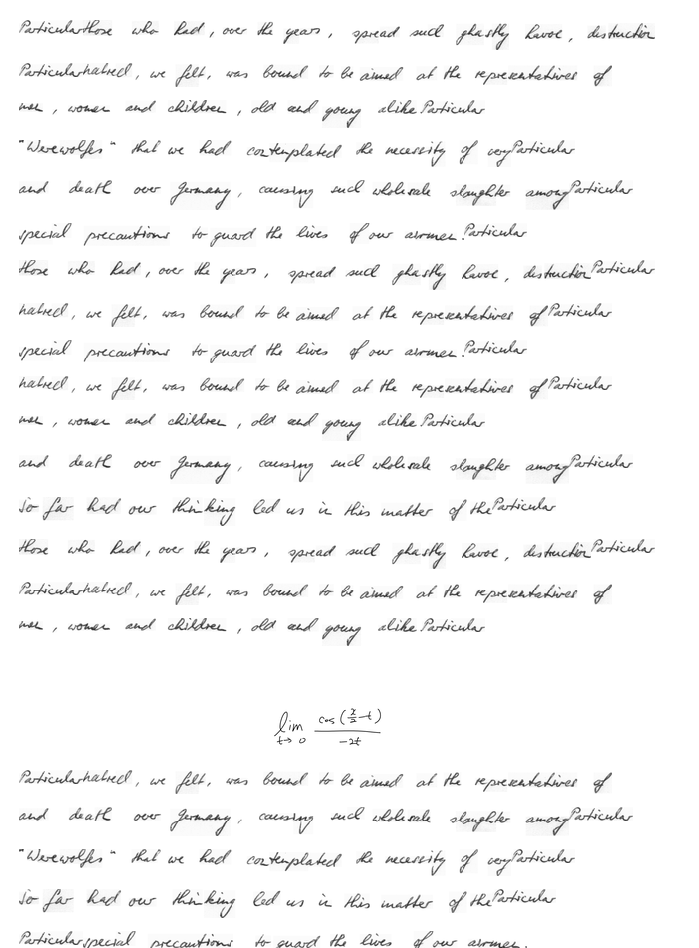 Particularthose who had, over the years, spread such ghastly havoc, destruction
Particularhatred, we felt, was bound to be aimed at the representatives of
men, women and children, old and young alike Particular
"Werewolfes" that we had contemplated the necessity of veryParticular
and death over Germany, causing such wholesale slaughter amongParticular
special precautions to guard the lives of our airmen.Particular
those who had, over the years, spread such ghastly havoc, destructionParticular
hatred, we felt, was bound to be aimed at the representatives ofParticular
special precautions to guard the lives of our airmen.Particular
hatred, we felt, was bound to be aimed at the representatives ofParticular
men, women and children, old and young alike Particular
and death over Germany, causing such wholesale slaughter amongParticular
So far had our thinking led us in this matter of theParticular
those who had, over the years, spread such ghastly havoc, destructionParticular
Particularhatred, we felt, was bound to be aimed at the representatives of
men, women and children, old and young alike Particular
\lim_{t \to 0} \frac{\cos(\frac{x}{2}-t)}{-2t}
Particularhatred, we felt, was bound to be aimed at the representatives of
and death over Germany, causing such wholesale slaughter amongParticular
"Werewolfes" that we had contemplated the necessity of veryParticular
So far had our thinking led us in this matter of theParticular
Particularspecial precautions to guard the lives of our airmen.